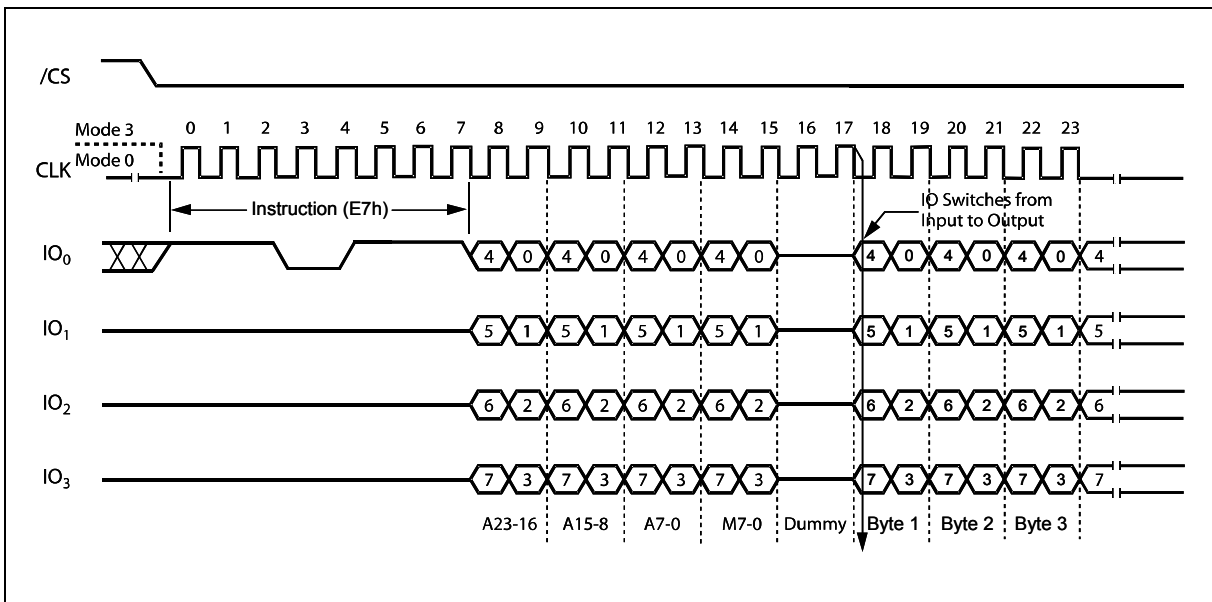 /CS
Mode 3
0 1 2 3 4 5 6 7 8 9 10 11 12 13 14 15 16 17 18 19 20 21 22 23
CLK
Mode 0
Instruction (E7h)
IO Switches from
Input to Output
IO₀
4 0 4 0 4 0 4 0 4 0 4 0 4 0 4
IO₁
5 1 5 1 5 1 5 1 5 1 5 1 5 1 5
IO₂
6 2 6 2 6 2 6 2 6 2 6 2 6 2 6
IO₃
7 3 7 3 7 3 7 3 7 3 7 3 7 3 7
A23-16 A15-8 A7-0 M7-0 Dummy Byte 1 Byte 2 Byte 3